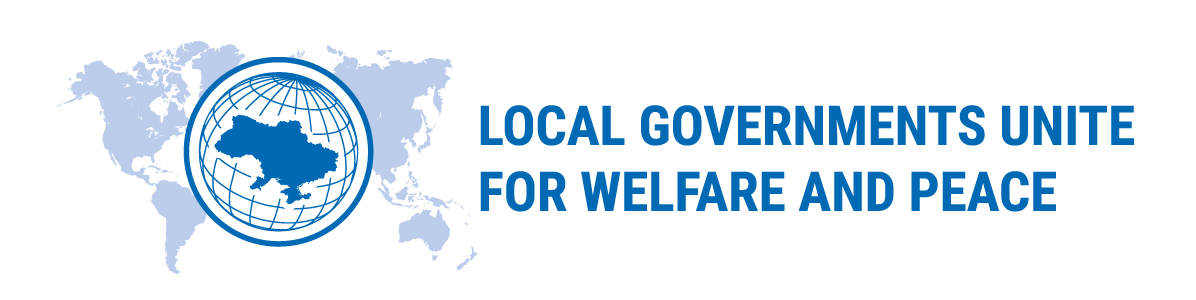 LOCAL GOVERNMENTS UNITE
FOR WELFARE AND PEACE